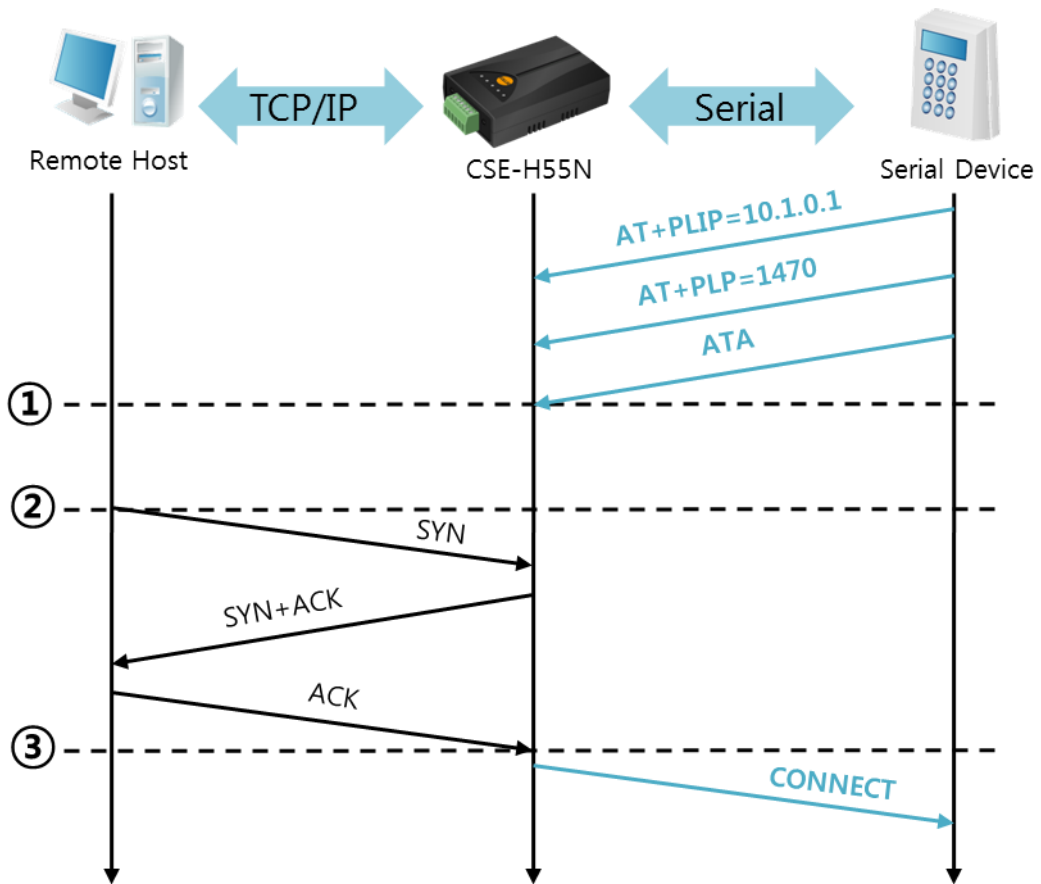 TCP/IP
Serial
Remote Host
CSE-H55N
Serial Device
AT+PLIP=10.1.0.1
AT+PLP=1470
ATA
①
②
SYN
SYN+ACK
ACK
③
CONNECT